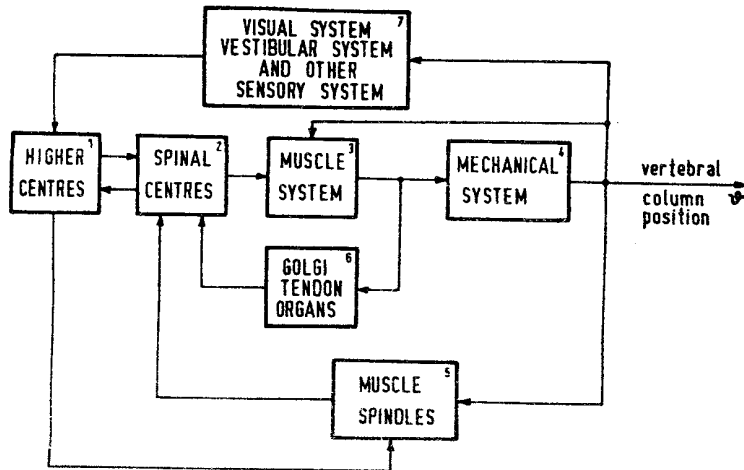 VISUAL SYSTEM 7
VESTIBULAR SYSTEM
AND OTHER
SENSORY SYSTEM
HIGHER 1
CENTRES
SPINAL 2
CENTRES
MUSCLE 3
SYSTEM
MECHANICAL 4
SYSTEM
vertebral
column
position ϑ
GOLGI 6
TENDON
ORGANS
MUSCLE 5
SPINDLES